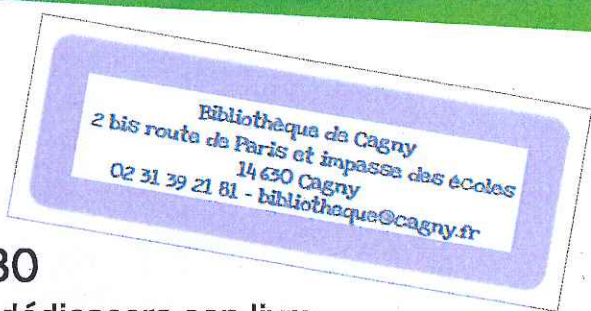 Bibliothèque de Cagny
2 bis route de Paris et impasse des écoles
14 630 Cagny
02 31 39 21 81 - bibliotheque@cagny.fr
30
dédicacera son livre